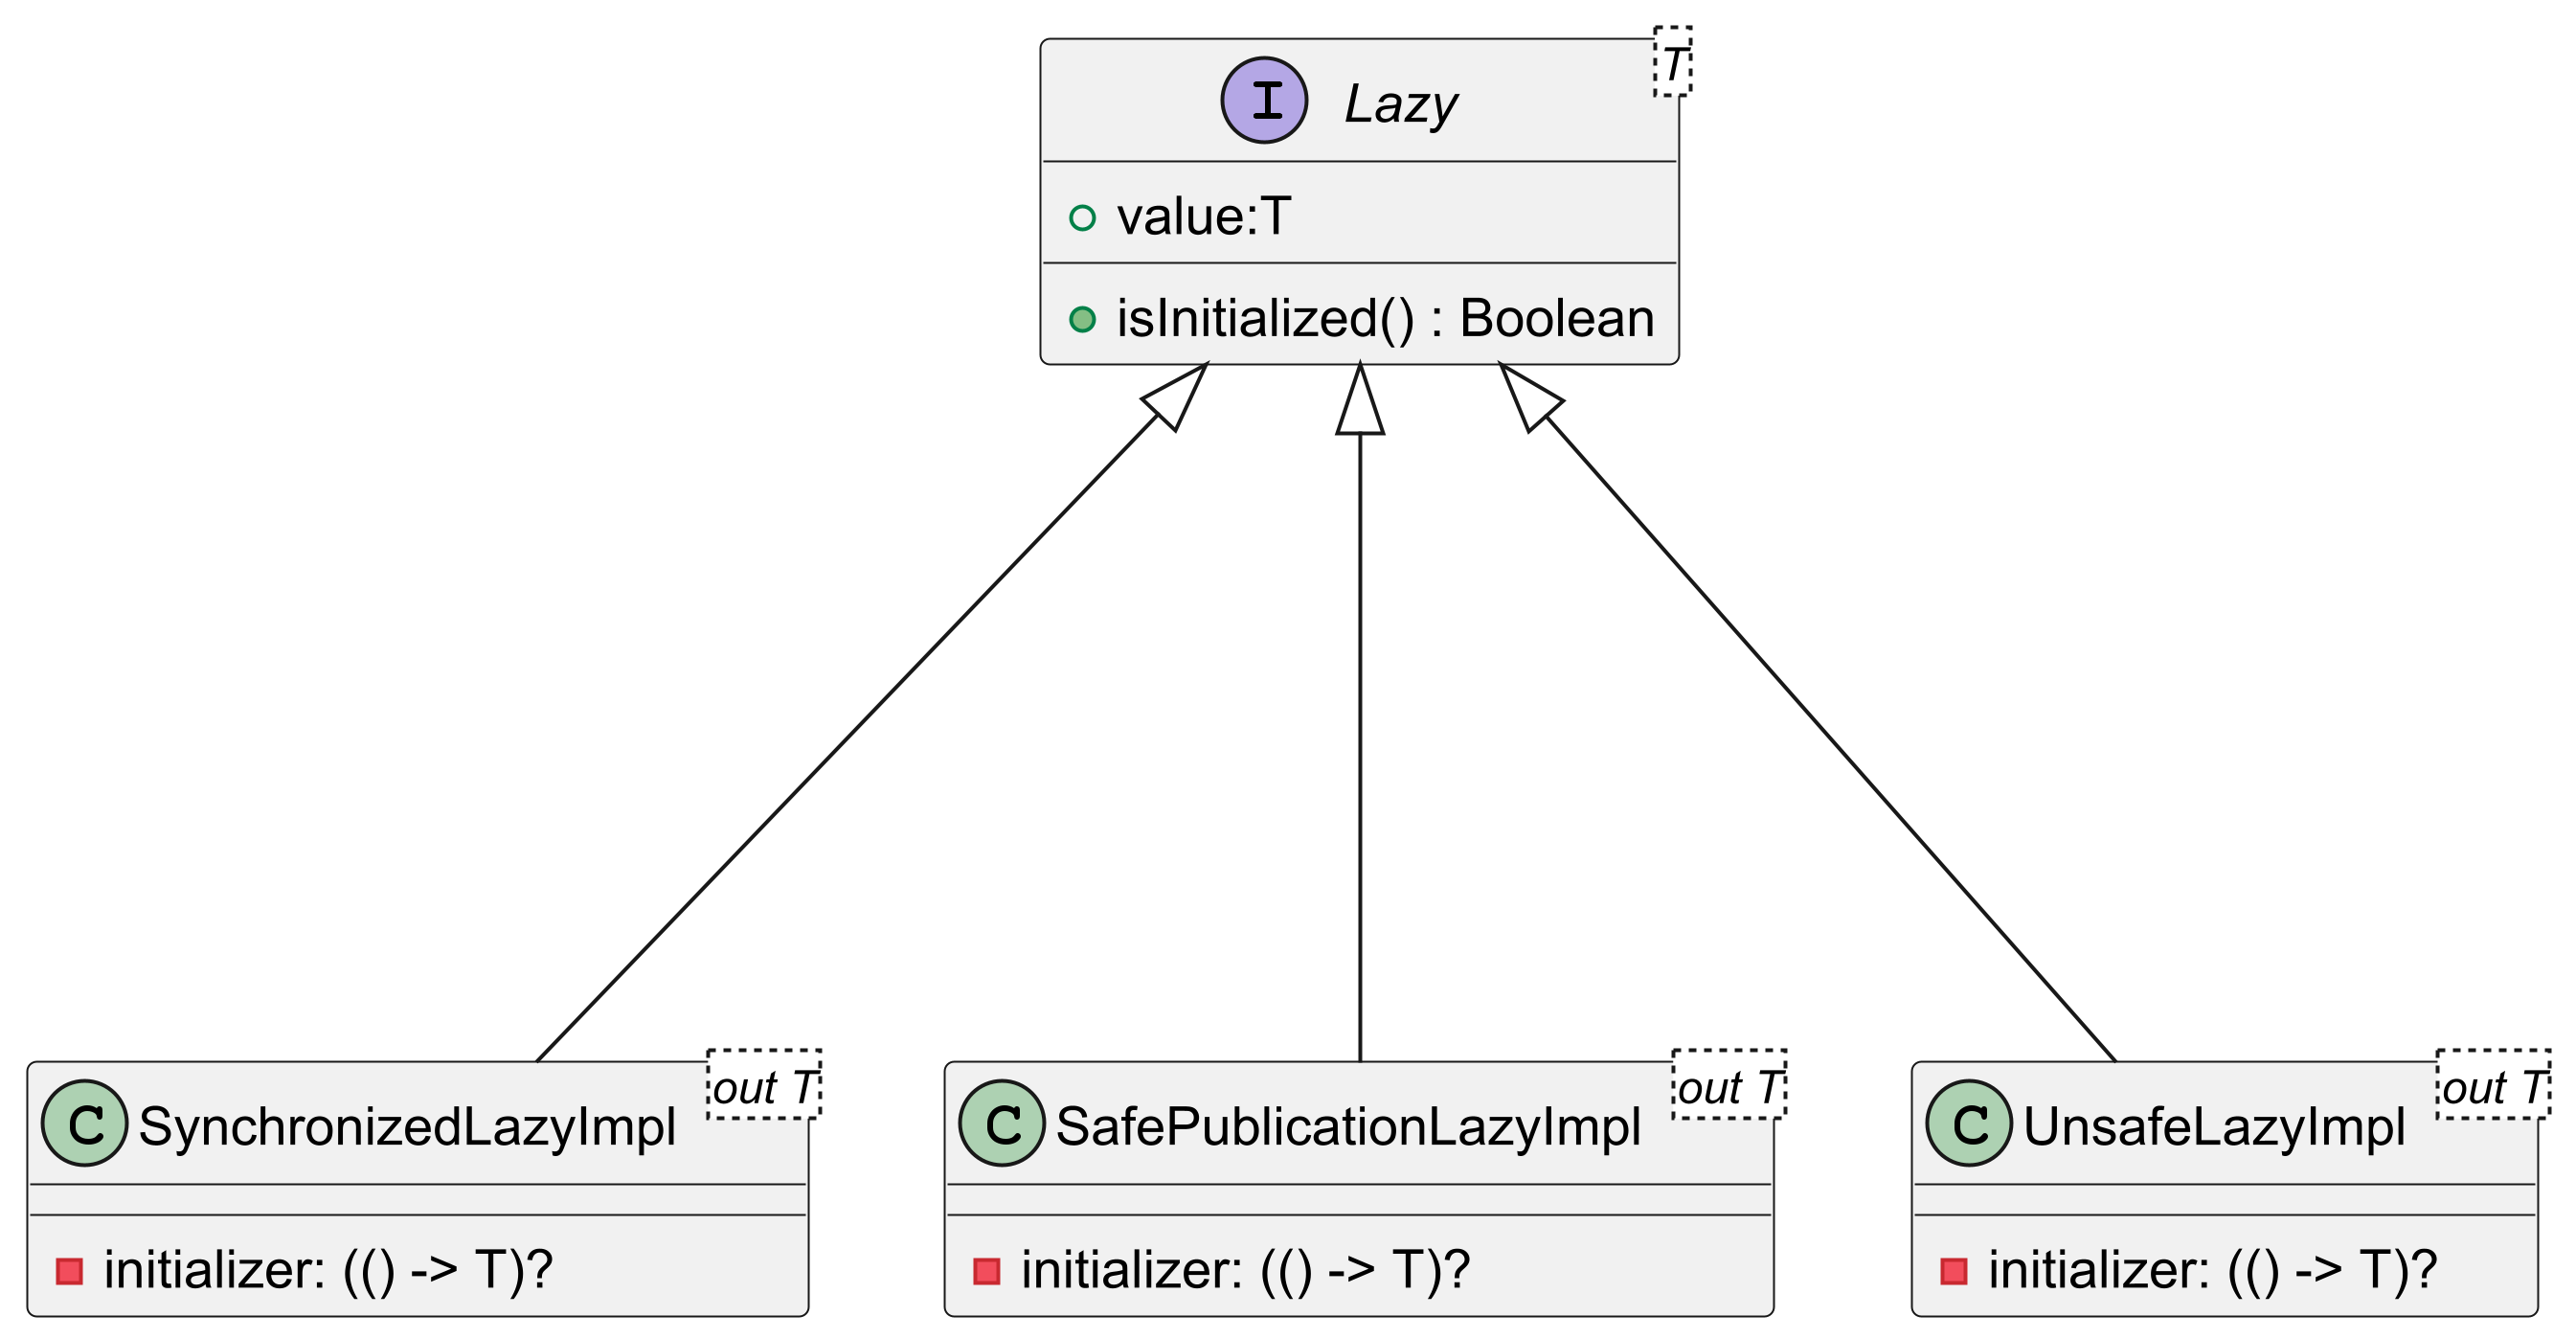 T
I Lazy
value:T
isInitialized() : Boolean
out T
C SynchronizedLazyImpl
initializer: (() -> T)?
out T
C SafePublicationLazyImpl
initializer: (() -> T)?
out T
C UnsafeLazyImpl
initializer: (() -> T)?